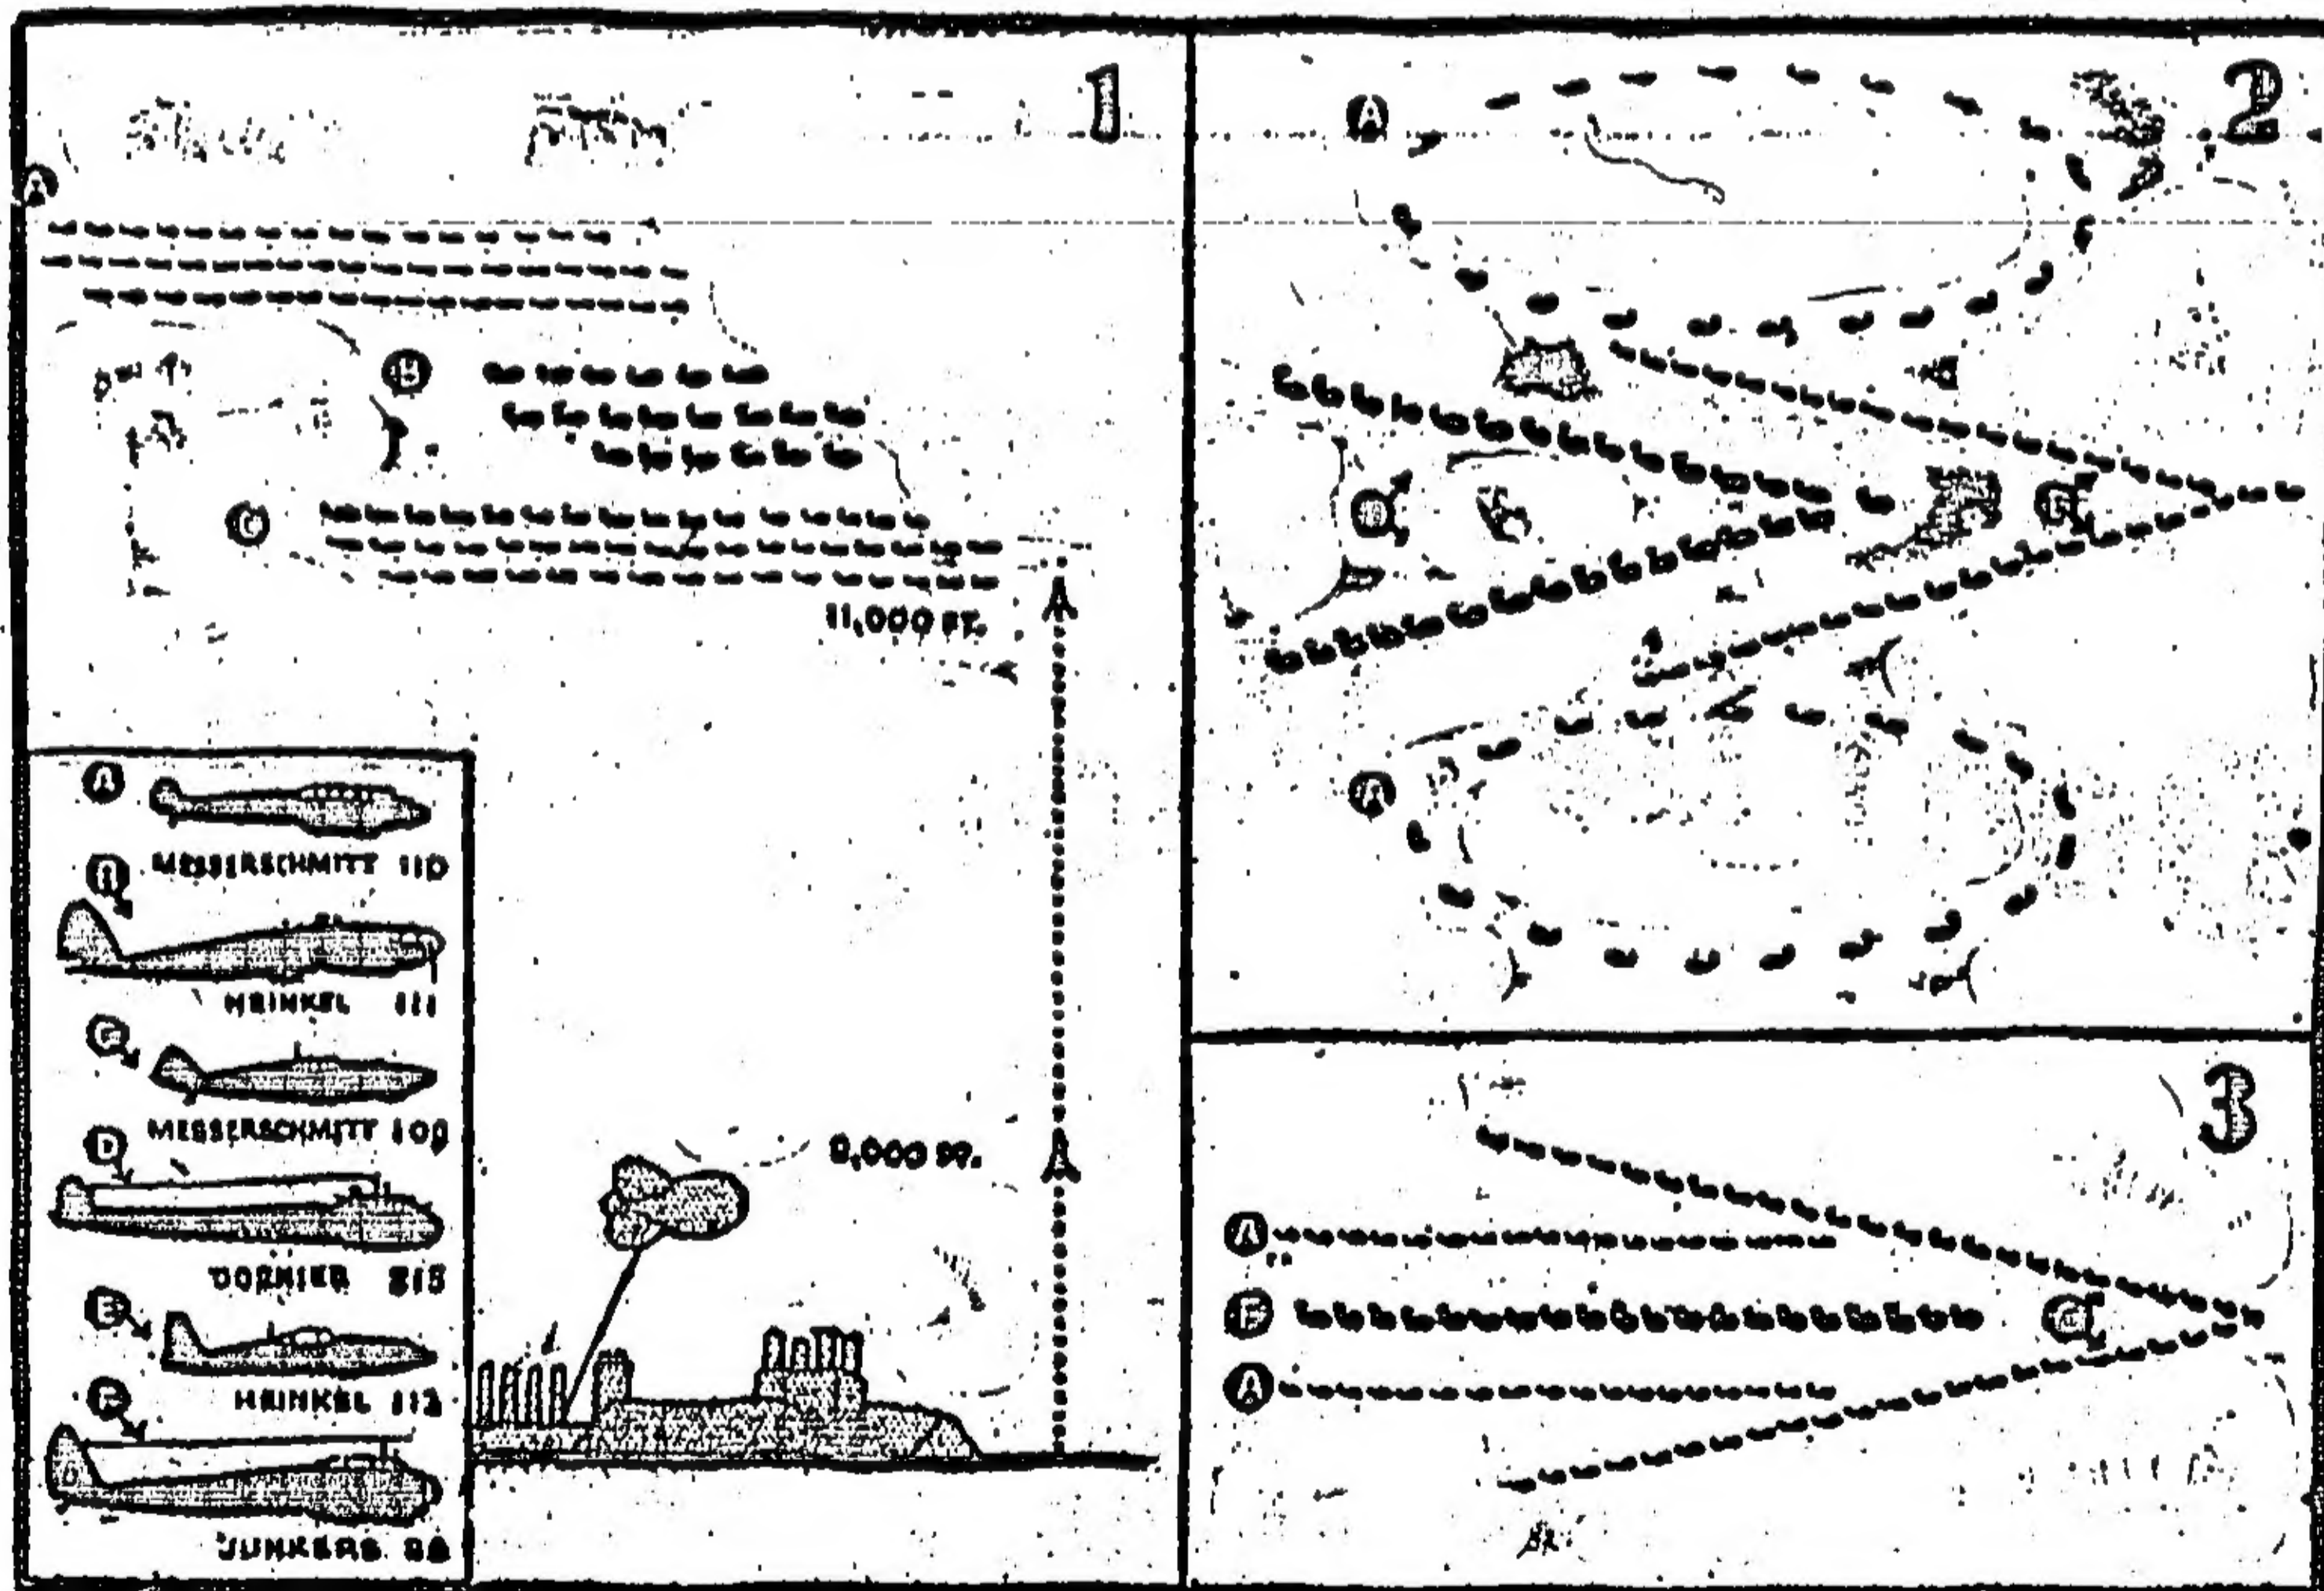 1
A
B
C
11,000 FT.
A
MESSERSCHMITT 110
B
HEINKEL 111
C
MESSERSCHMITT 109
D
DORNIER 215
E
HEINKEL 112
F
JUNKERS 88
2
A
A
3
A
F
C
A